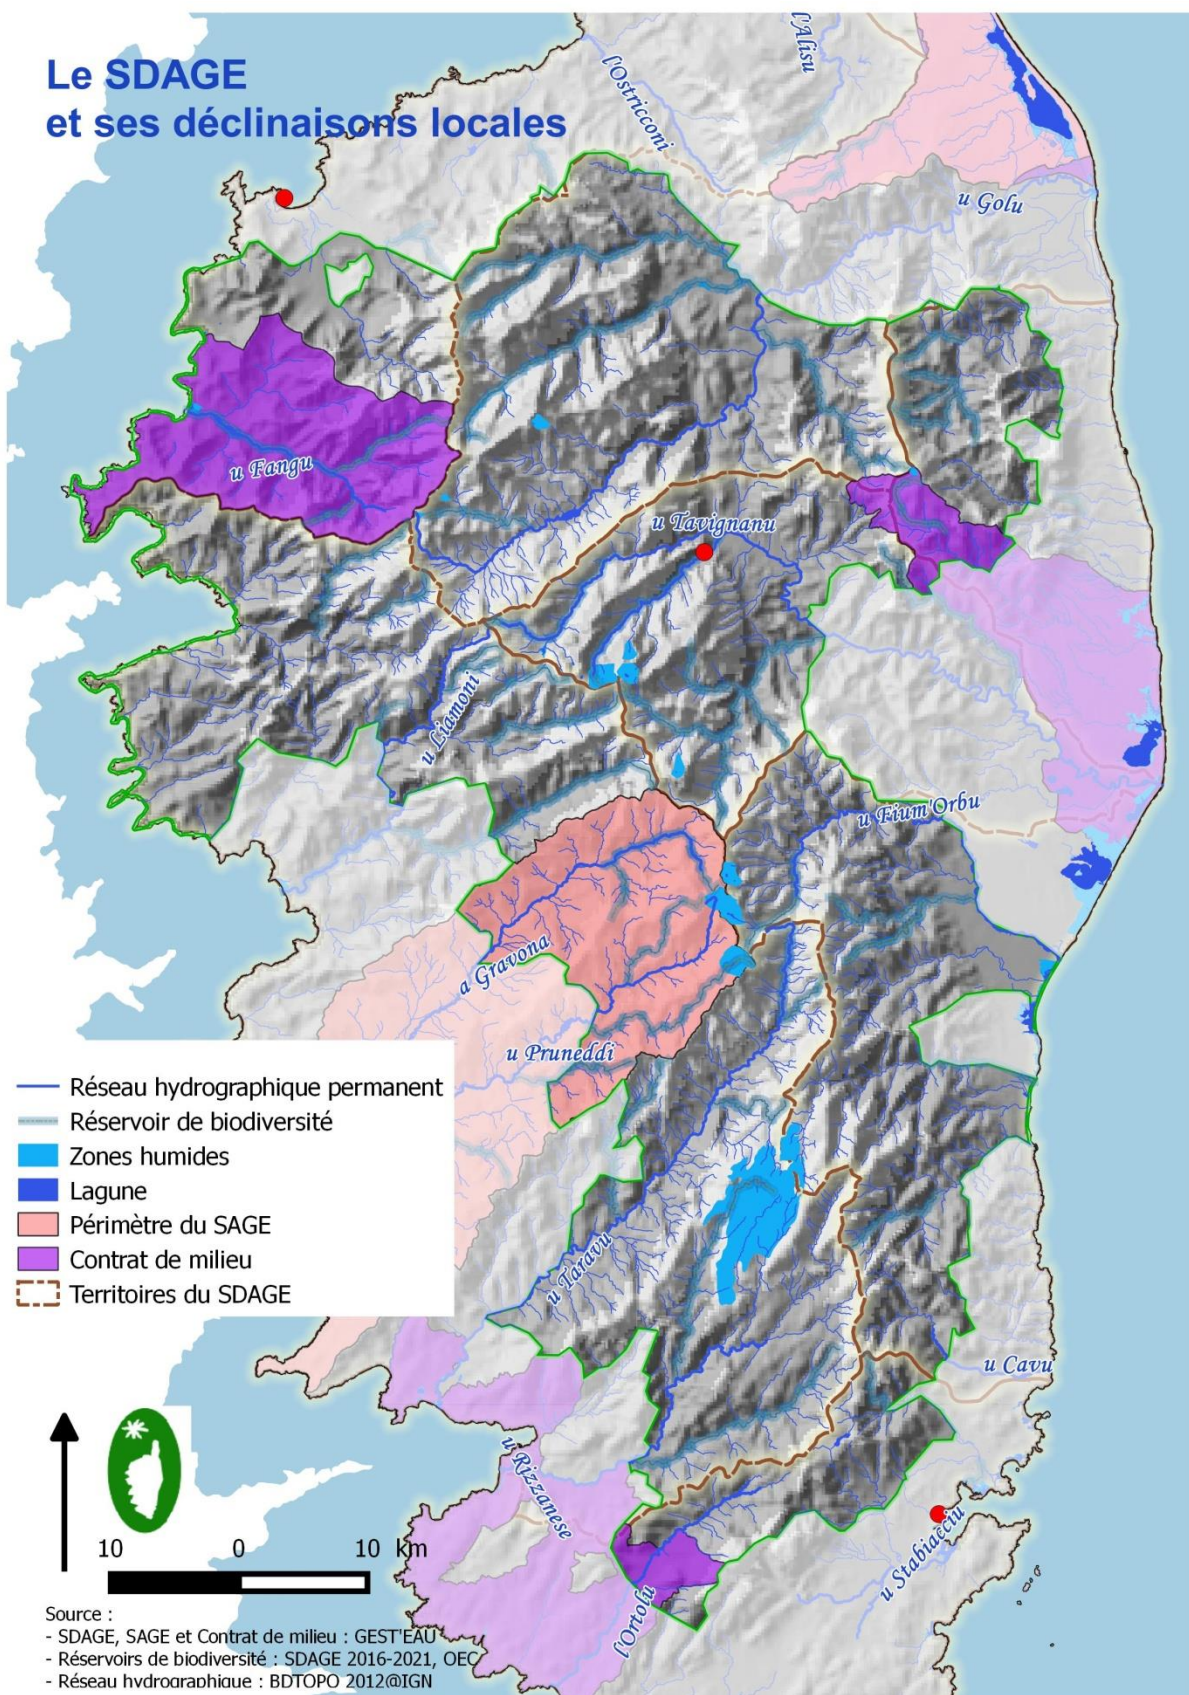 Le SDAGE
et ses déclinaisons locales
l'Alisu
l'Ostricconi
u Golu
u Fangu
u Tavignanu
u Liamoni
u Fium'Orbu
a Gravona
u Pruneddi
Réseau hydrographique permanent
Réservoir de biodiversité
Zones humides
Lagune
Périmètre du SAGE
Contrat de milieu
Territoires du SDAGE
u Taravu
u Cavu
u Rizzanese
u Stabiacciu
l'Ortolu
10 0 10 km
Source :
- SDAGE, SAGE et Contrat de milieu : GEST'EAU
- Réservoirs de biodiversité : SDAGE 2016-2021, OEC
- Réseau hydrographique : BDTOPO 2012@IGN